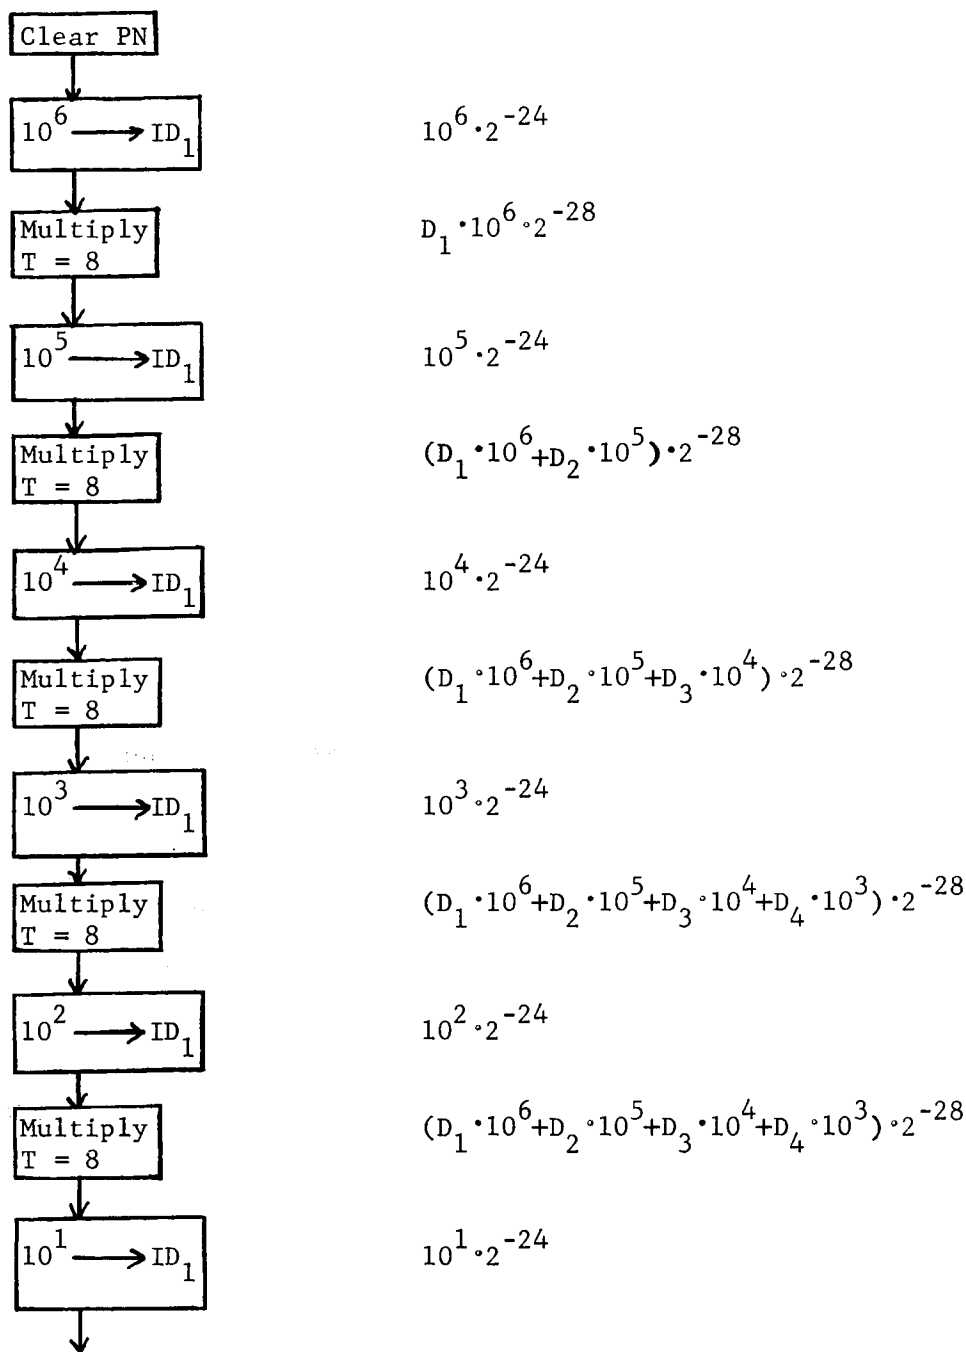 Clear PN
10^6 ⟶ ID_1 10^6·2^-24
Multiply D_1·10^6·2^-28
T = 8
10^5 ⟶ ID_1 10^5·2^-24
Multiply (D_1·10^6+D_2·10^5)·2^-28
T = 8
10^4 ⟶ ID_1 10^4·2^-24
Multiply (D_1·10^6+D_2·10^5+D_3·10^4)·2^-28
T = 8
10^3 ⟶ ID_1 10^3·2^-24
Multiply (D_1·10^6+D_2·10^5+D_3·10^4+D_4·10^3)·2^-28
T = 8
10^2 ⟶ ID_1 10^2·2^-24
Multiply (D_1·10^6+D_2·10^5+D_3·10^4+D_4·10^3)·2^-28
T = 8
10^1 ⟶ ID_1 10^1·2^-24